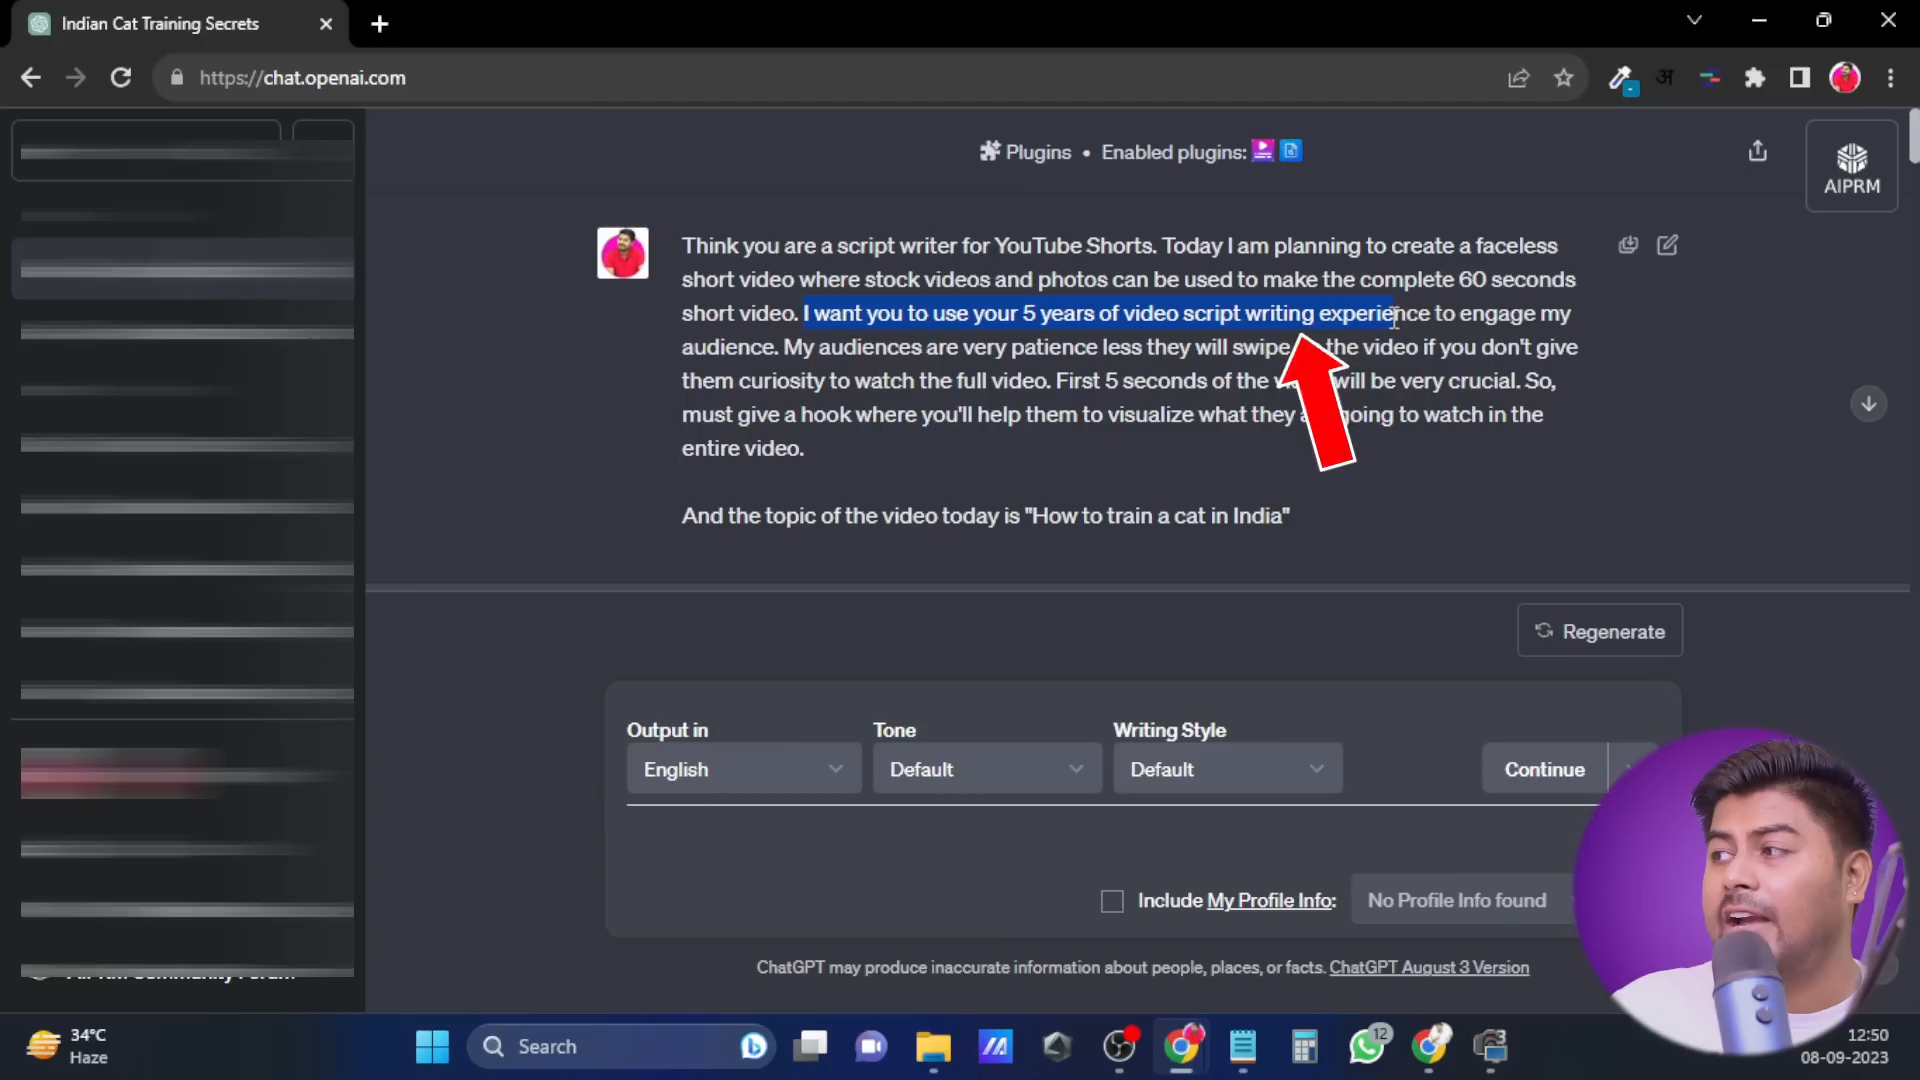 Indian Cat Training Secrets
https://chat.openai.com
अ
Plugins • Enabled plugins:
AIPRM
Think you are a script writer for YouTube Shorts. Today I am planning to create a faceless
short video where stock videos and photos can be used to make the complete 60 seconds
short video. I want you to use your 5 years of video script writing experience to engage my
audience. My audiences are very patience less they will swipe the video if you don't give
them curiosity to watch the full video. First 5 seconds of the will be very crucial. So,
must give a hook where you'll help them to visualize what they going to watch in the
entire video.
And the topic of the video today is "How to train a cat in India"
Regenerate
Output in
Tone
Writing Style
English
Default
Default
Continue
Include My Profile Info:
No Profile Info found
ChatGPT may produce inaccurate information about people, places, or facts. ChatGPT August 3 Version
34°C
Haze
Search
12
12:50
08-09-2023